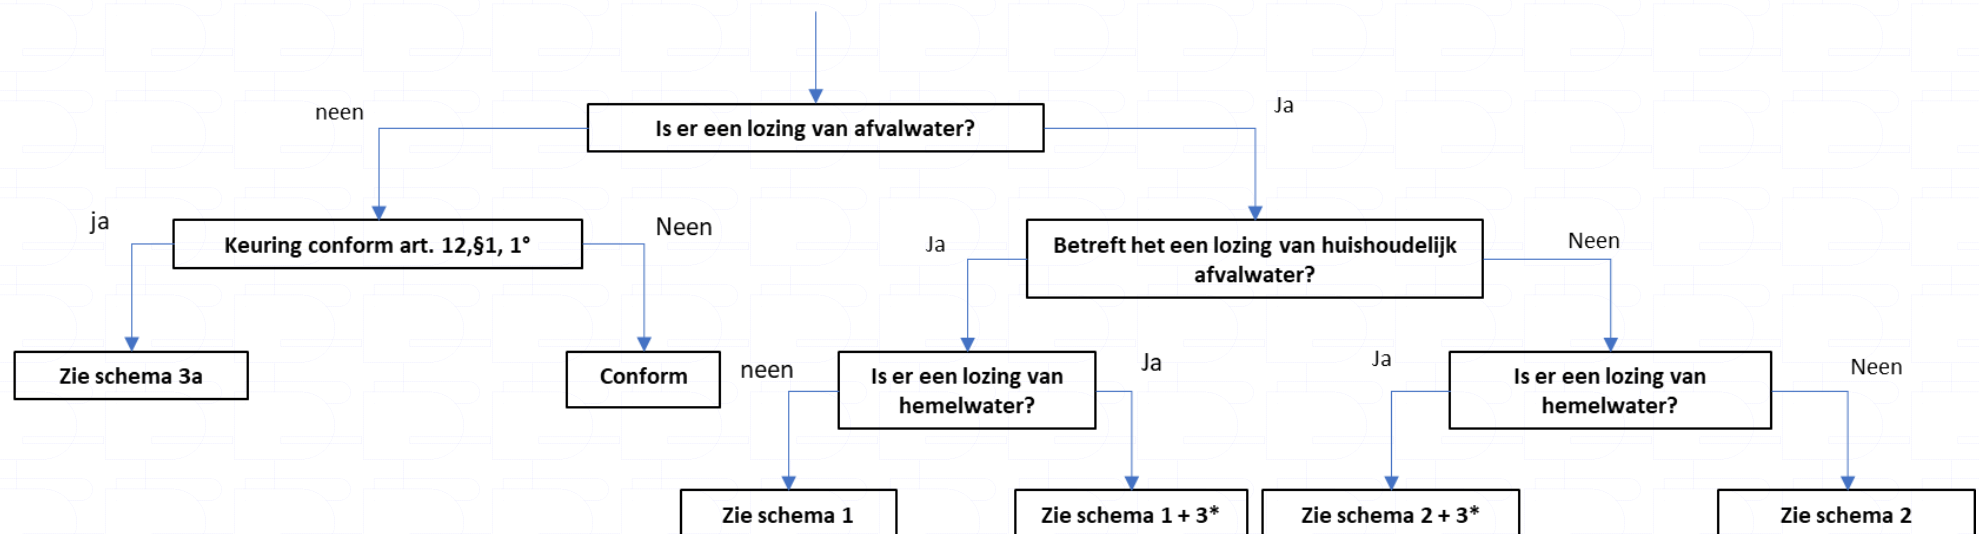 neen
Is er een lozing van afvalwater?
Ja
ja
Keuring conform art. 12,§1, 1°
Neen
Ja
Betreft het een lozing van huishoudelijk
afvalwater?
Neen
Zie schema 3a
Conform
neen
Is er een lozing van
hemelwater?
Ja
Ja
Is er een lozing van
hemelwater?
Neen
Zie schema 1
Zie schema 1 + 3*
Zie schema 2 + 3*
Zie schema 2